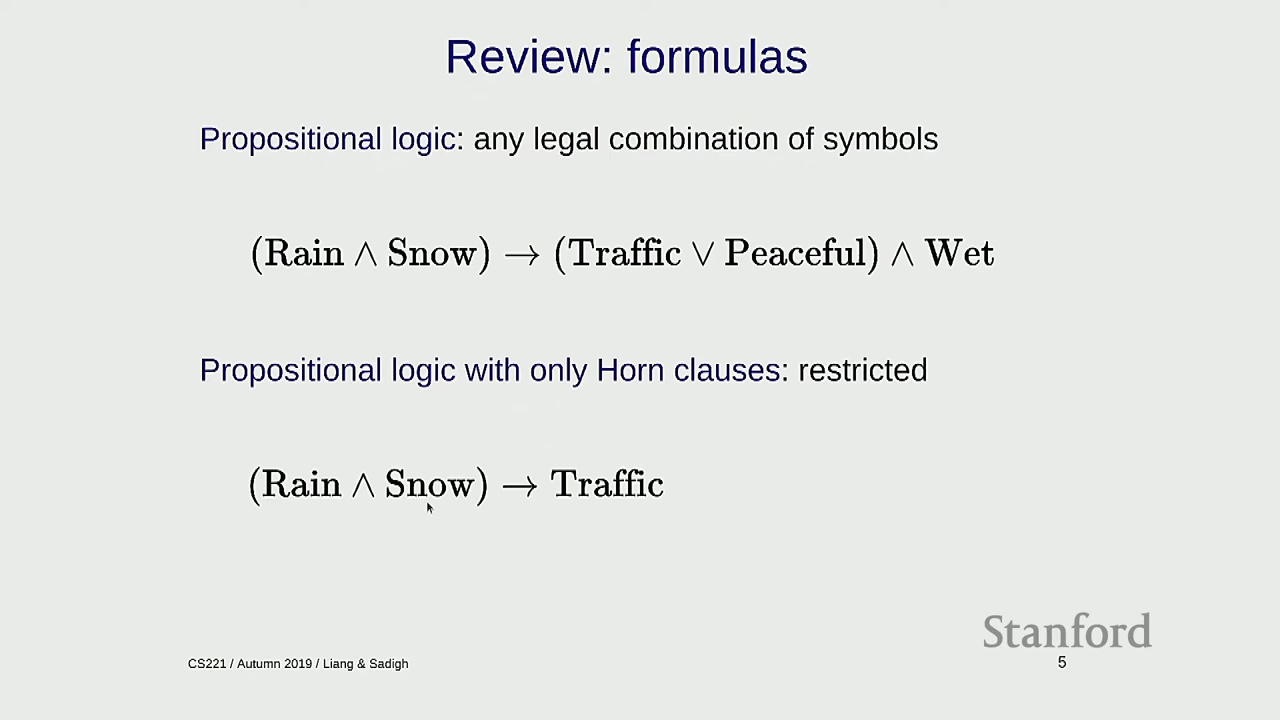 Review: formulas
Propositional logic: any legal combination of symbols
(Rain ∧ Snow) → (Traffic ∨ Peaceful) ∧ Wet
Propositional logic with only Horn clauses: restricted
(Rain ∧ Snow) → Traffic
Stanford
CS221 / Autumn 2019 / Liang & Sadigh
5